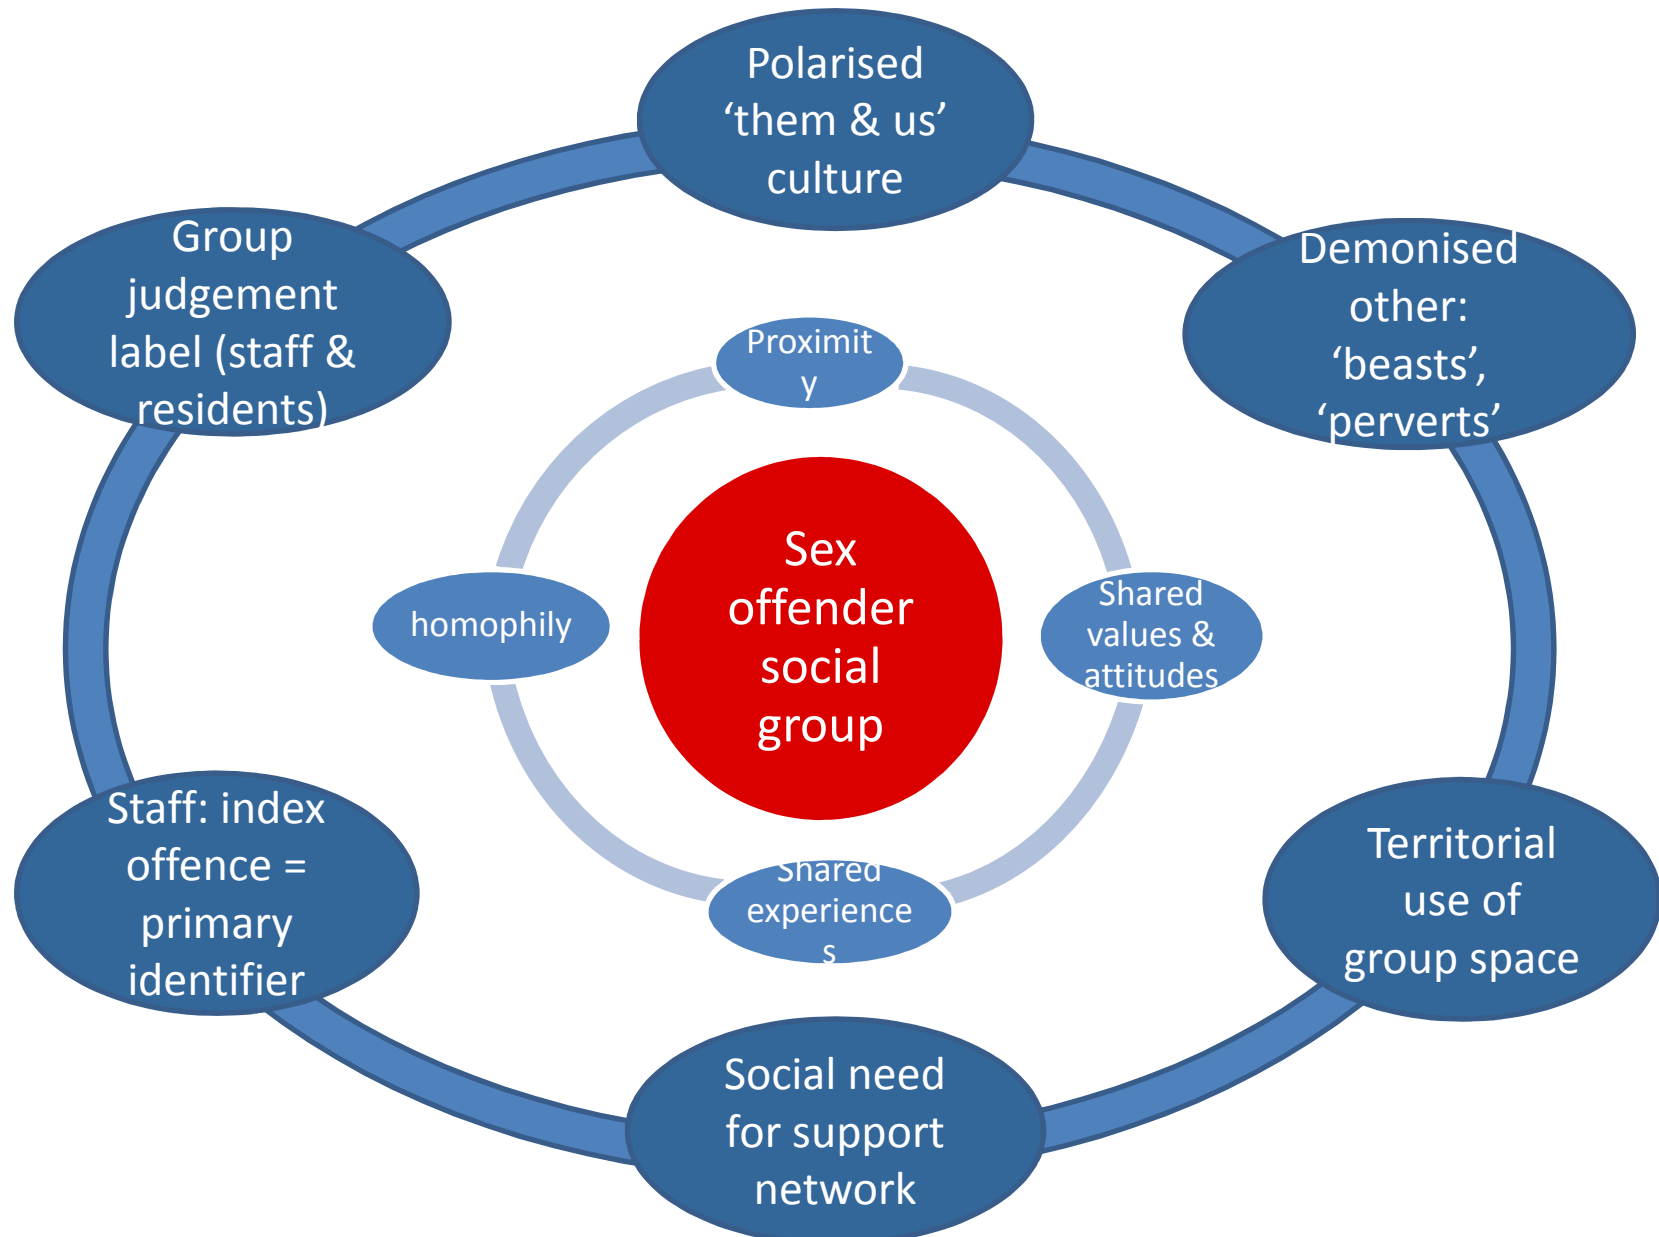 Polarised
‘them & us’
culture
Group
judgement
label (staff &
residents)
Demonised
other:
‘beasts’,
‘perverts’
Proximit
y
Sex
offender
social
group
homophily
Shared
values &
attitudes
Shared
experience
s
Staff: index
offence =
primary
identifier
Territorial
use of
group space
Social need
for support
network